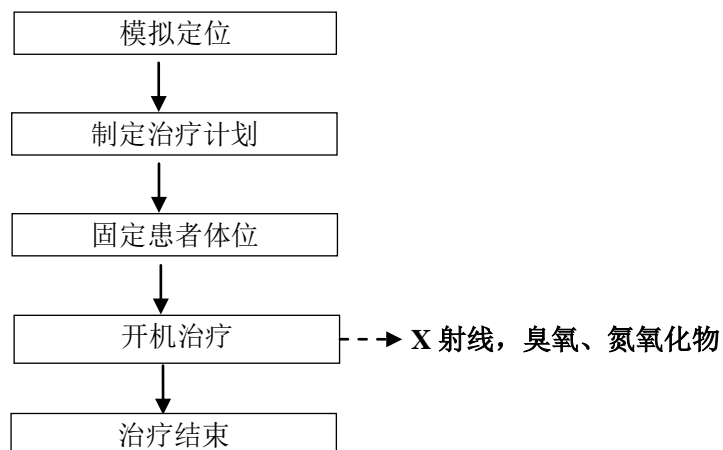 模拟定位
制定治疗计划
固定患者体位
开机治疗
X 射线，臭氧、氮氧化物
治疗结束